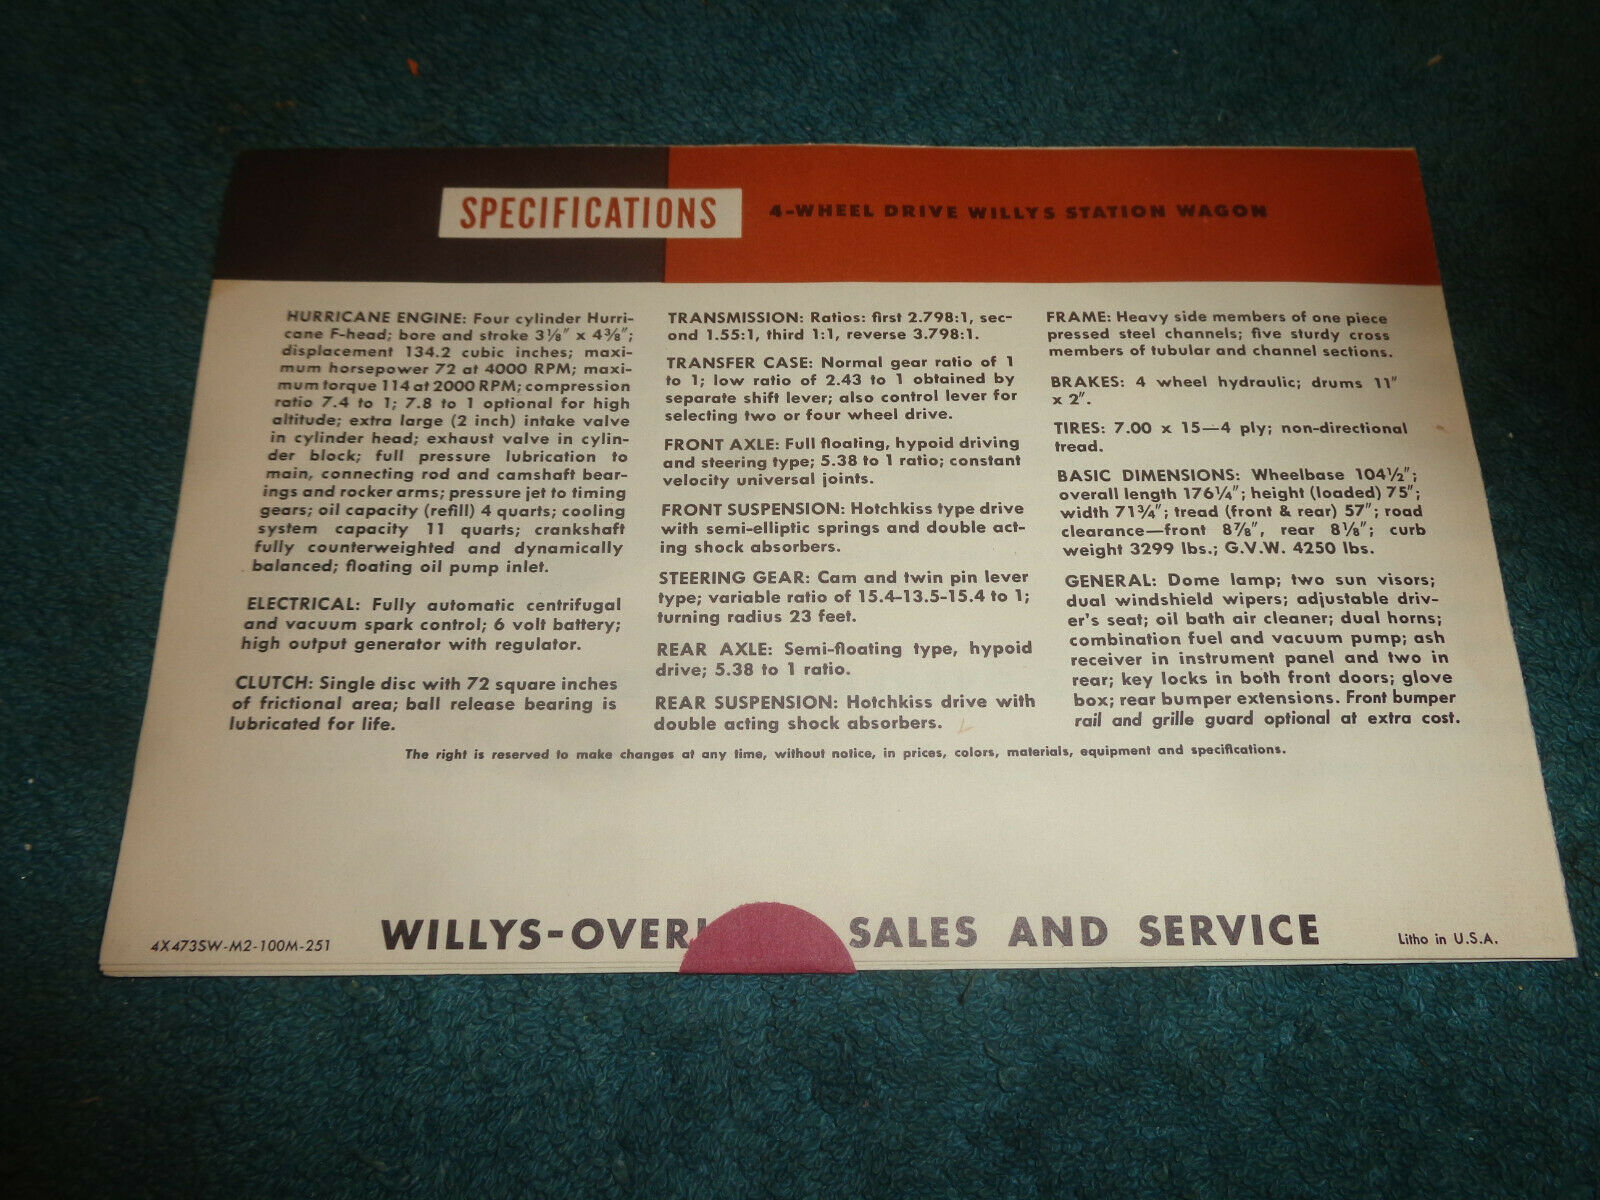 SPECIFICATIONS
4-WHEEL DRIVE WILLYS STATION WAGON
HURRICANE ENGINE: Four cylinder Hurri-
cane F-head; bore and stroke 3⅛″ x 4⅜″;
displacement 134.2 cubic inches; maxi-
mum horsepower 72 at 4000 RPM; maxi-
mum torque 114 at 2000 RPM; compression
ratio 7.4 to 1; 7.8 to 1 optional for high
altitude; extra large (2 inch) intake valve
in cylinder head; exhaust valve in cylin-
der block; full pressure lubrication to
main, connecting rod and camshaft bear-
ings and rocker arms; pressure jet to timing
gears; oil capacity (refill) 4 quarts; cooling
system capacity 11 quarts; crankshaft
fully counterweighted and dynamically
balanced; floating oil pump inlet.
ELECTRICAL: Fully automatic centrifugal
and vacuum spark control; 6 volt battery;
high output generator with regulator.
CLUTCH: Single disc with 72 square inches
of frictional area; ball release bearing is
lubricated for life.
TRANSMISSION: Ratios: first 2.798:1, sec-
ond 1.55:1, third 1:1, reverse 3.798:1.
TRANSFER CASE: Normal gear ratio of 1
to 1; low ratio of 2.43 to 1 obtained by
separate shift lever; also control lever for
selecting two or four wheel drive.
FRONT AXLE: Full floating, hypoid driving
and steering type; 5.38 to 1 ratio; constant
velocity universal joints.
FRONT SUSPENSION: Hotchkiss type drive
with semi-elliptic springs and double act-
ing shock absorbers.
STEERING GEAR: Cam and twin pin lever
type; variable ratio of 15.4-13.5-15.4 to 1;
turning radius 23 feet.
REAR AXLE: Semi-floating type, hypoid
drive; 5.38 to 1 ratio.
REAR SUSPENSION: Hotchkiss drive with
double acting shock absorbers.
FRAME: Heavy side members of one piece
pressed steel channels; five sturdy cross
members of tubular and channel sections.
BRAKES: 4 wheel hydraulic; drums 11″
x 2″.
TIRES: 7.00 x 15—4 ply; non-directional
tread.
BASIC DIMENSIONS: Wheelbase 104½″;
overall length 176¼″; height (loaded) 75″;
width 71¾″; tread (front & rear) 57″; road
clearance—front 8⅞″, rear 8⅛″; curb
weight 3299 lbs.; G.V.W. 4250 lbs.
GENERAL: Dome lamp; two sun visors;
dual windshield wipers; adjustable driv-
er's seat; oil bath air cleaner; dual horns;
combination fuel and vacuum pump; ash
receiver in instrument panel and two in
rear; key locks in both front doors; glove
box; rear bumper extensions. Front bumper
rail and grille guard optional at extra cost.
The right is reserved to make changes at any time, without notice, in prices, colors, materials, equipment and specifications.
4X473SW-M2-100M-251
WILLYS-OVER SALES AND SERVICE
Litho in U.S.A.